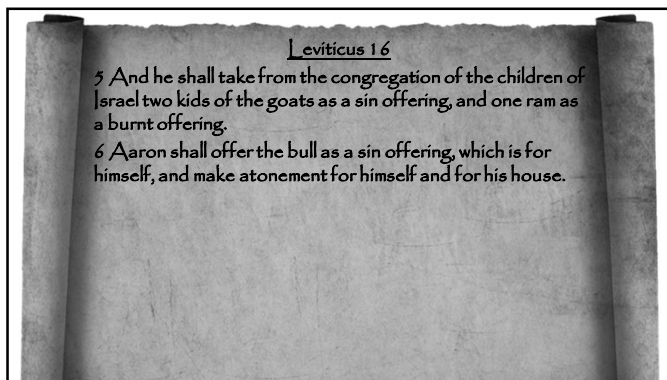 Leviticus 16
5 And he shall take from the congregation of the children of
Israel two kids of the goats as a sin offering, and one ram as
a burnt offering.
6 Aaron shall offer the bull as a sin offering, which is for
himself, and make atonement for himself and for his house.